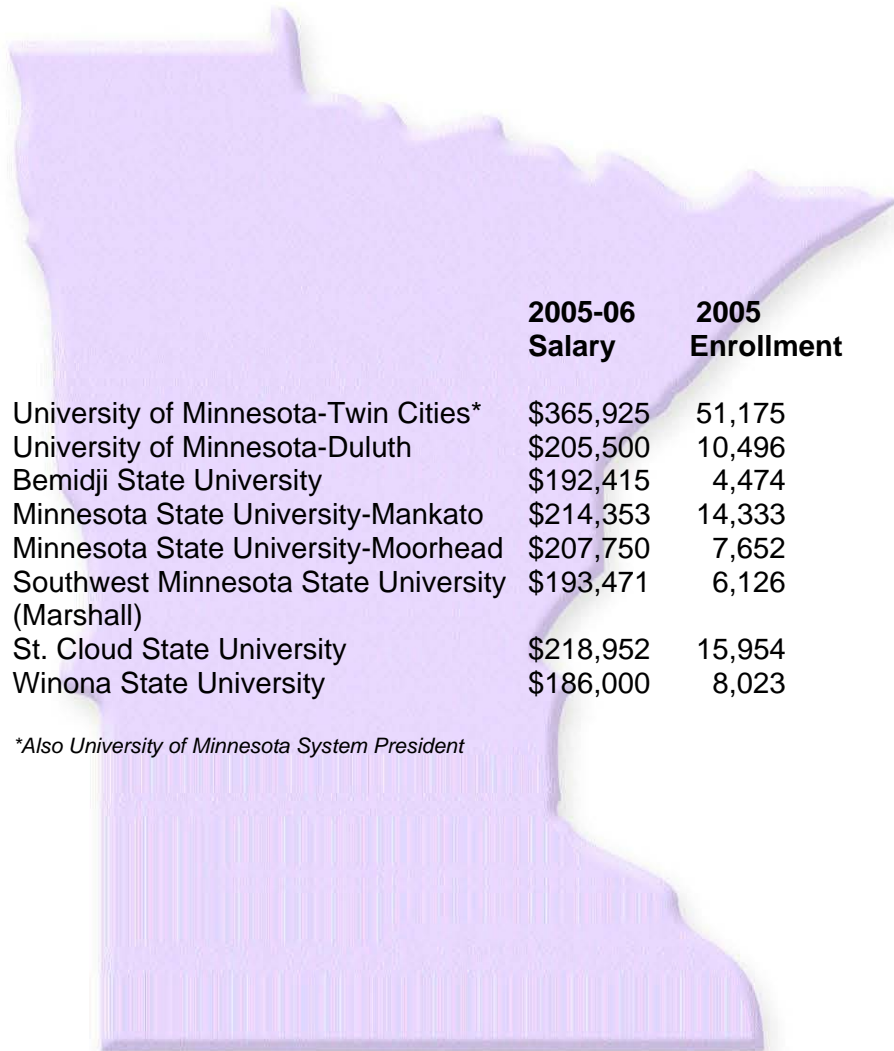 2005-06 2005
Salary Enrollment
University of Minnesota-Twin Cities* $365,925 51,175
University of Minnesota-Duluth $205,500 10,496
Bemidji State University $192,415 4,474
Minnesota State University-Mankato $214,353 14,333
Minnesota State University-Moorhead $207,750 7,652
Southwest Minnesota State University $193,471 6,126
(Marshall)
St. Cloud State University $218,952 15,954
Winona State University $186,000 8,023
*Also University of Minnesota System President